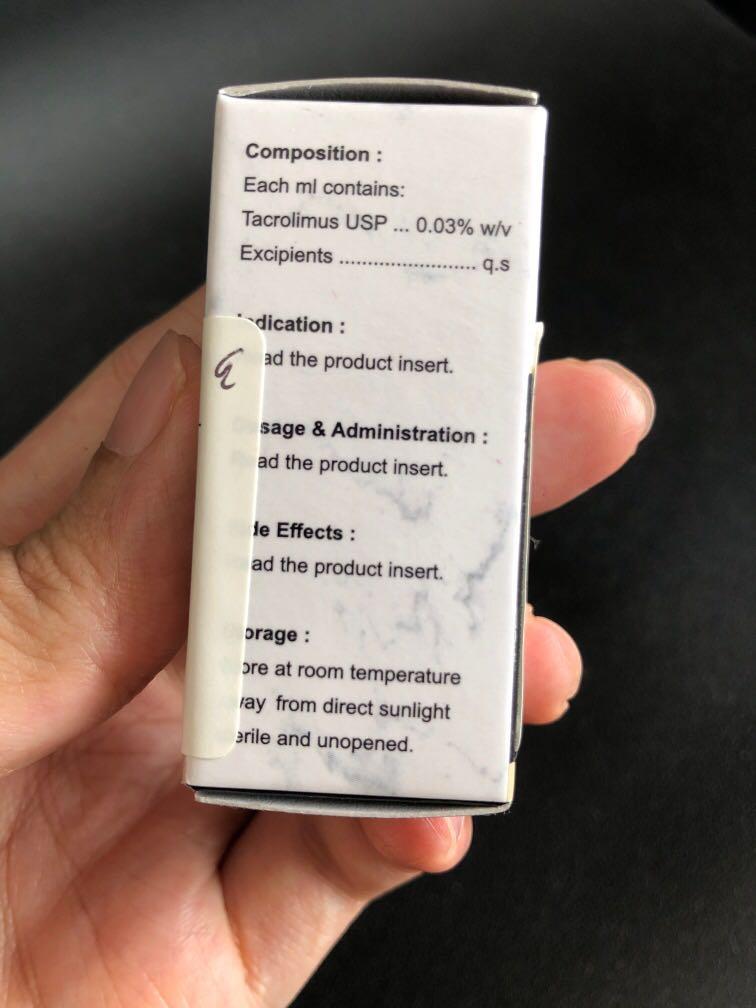 Composition :
Each ml contains:
Tacrolimus USP ... 0.03% w/v
Excipients ........................ q.s
dication :
ad the product insert.
sage & Administration :
ad the product insert.
de Effects :
ad the product insert.
orage :
ore at room temperature
way from direct sunlight
erile and unopened.